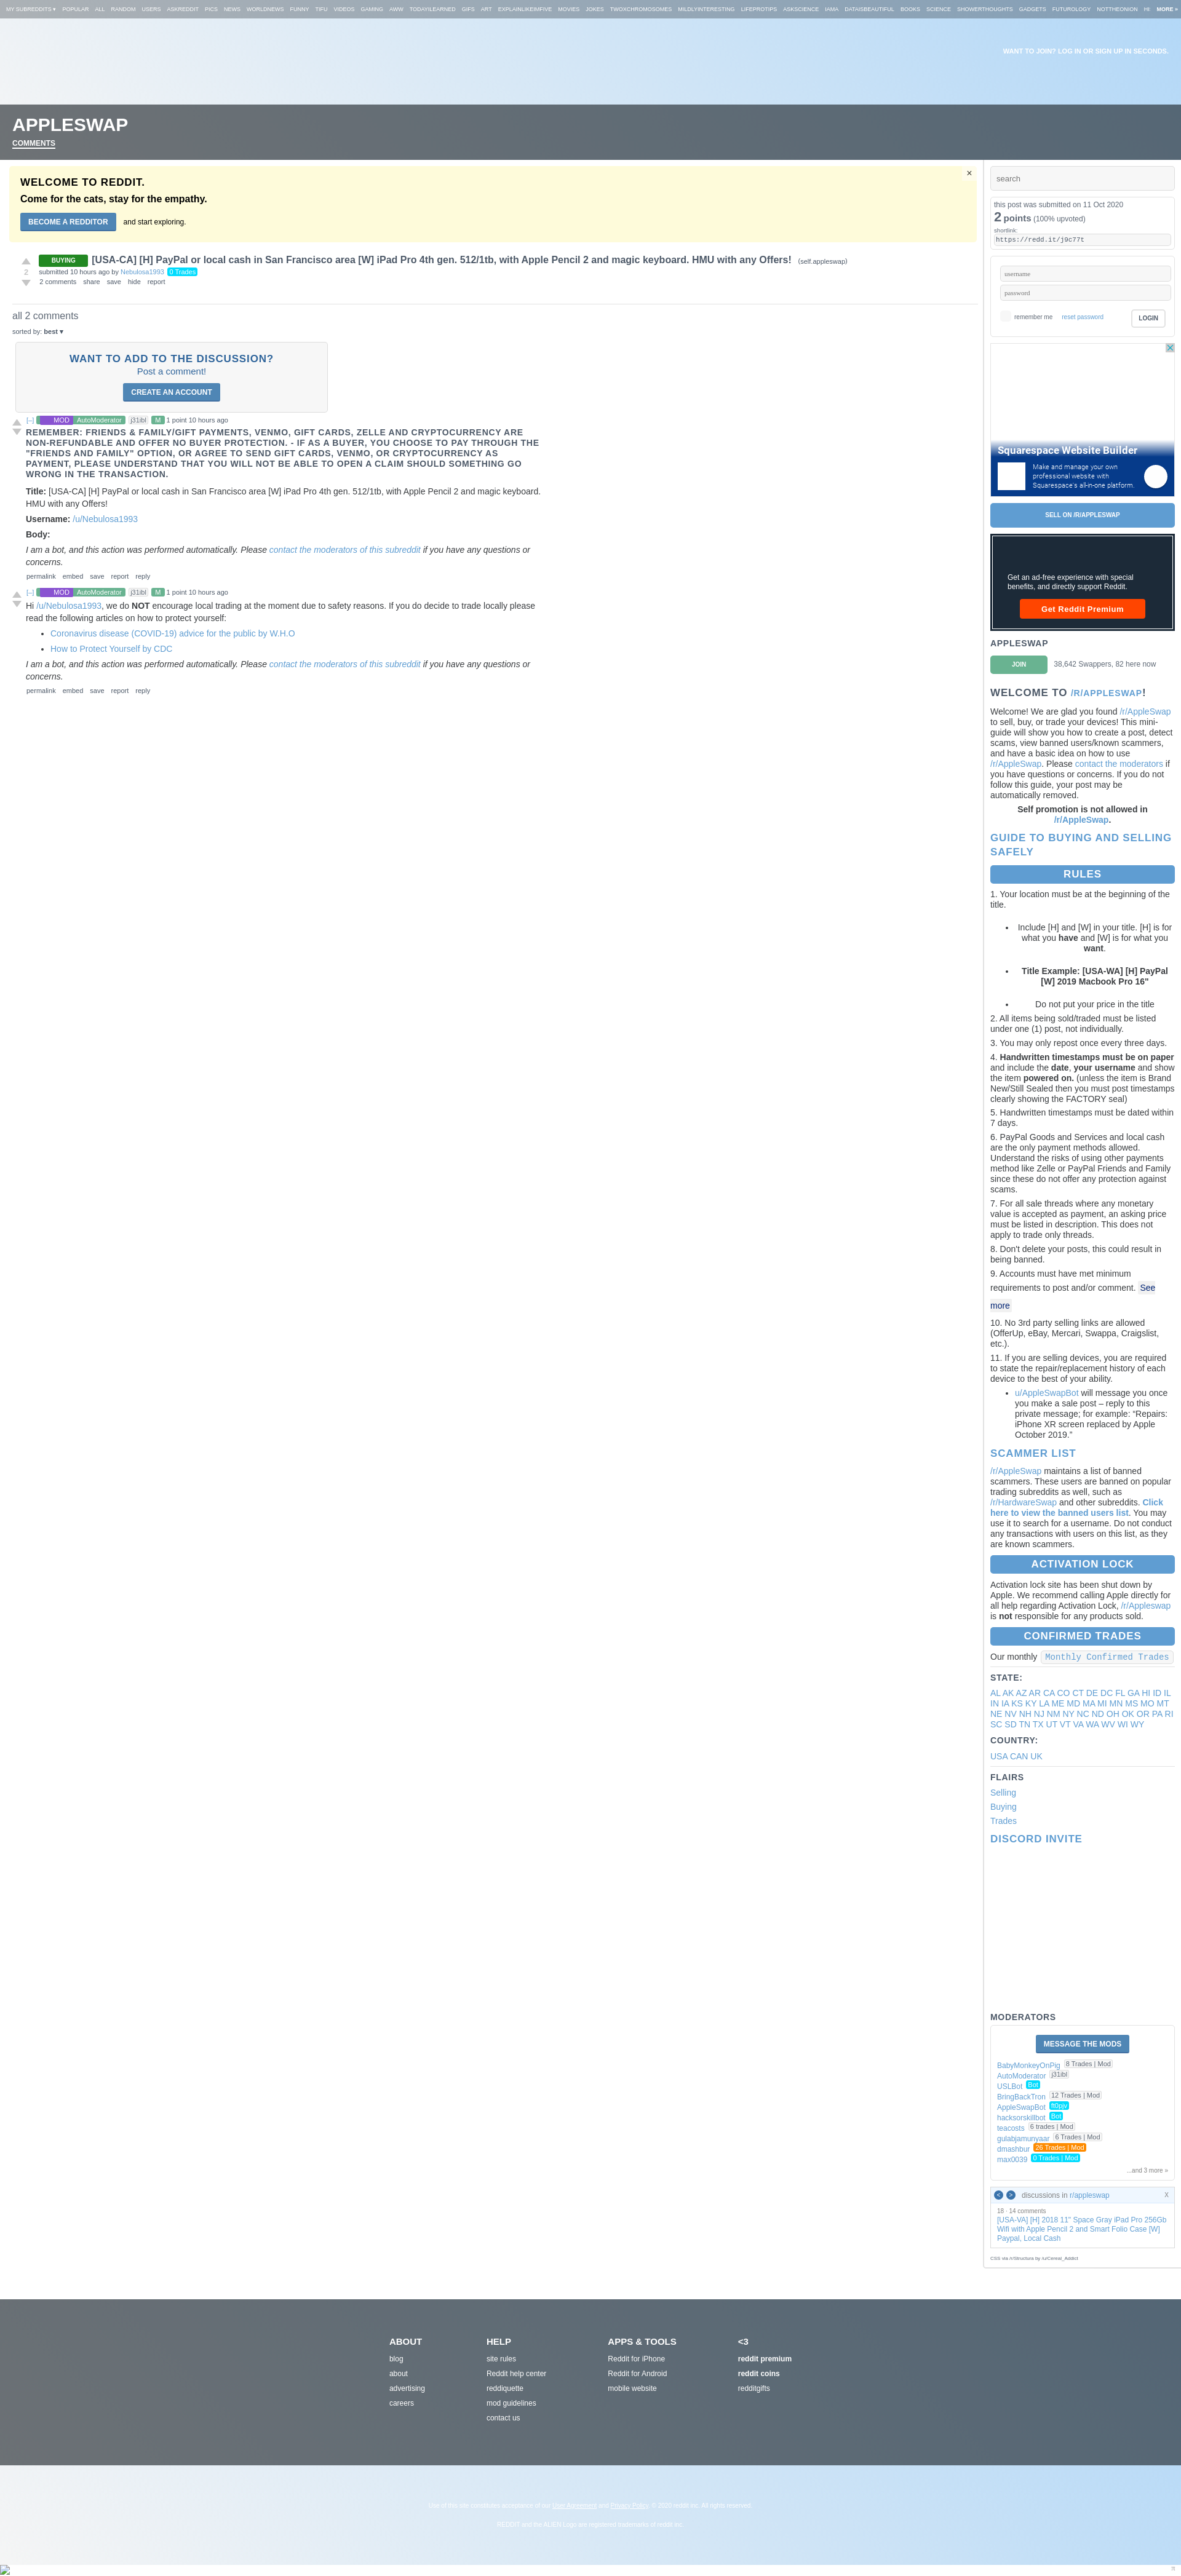 MY SUBREDDITS ▾ POPULAR ALL RANDOM USERS ASKREDDIT PICS NEWS WORLDNEWS FUNNY TIFU VIDEOS GAMING AWW TODAYILEARNED GIFS ART EXPLAINLIKEIMFIVE MOVIES JOKES TWOXCHROMOSOMES MILDLYINTERESTING LIFEPROTIPS ASKSCIENCE IAMA DATAISBEAUTIFUL BOOKS SCIENCE SHOWERTHOUGHTS GADGETS FUTUROLOGY NOTTHEONION HI MORE »
WANT TO JOIN? LOG IN OR SIGN UP IN SECONDS.
APPLESWAP
COMMENTS
×
WELCOME TO REDDIT.
Come for the cats, stay for the empathy.
BECOME A REDDITOR and start exploring.
2
BUYING [USA-CA] [H] PayPal or local cash in San Francisco area [W] iPad Pro 4th gen. 512/1tb, with Apple Pencil 2 and magic keyboard. HMU with any Offers! (self.appleswap)
submitted 10 hours ago by Nebulosa1993 0 Trades
2 comments share save hide report
all 2 comments
sorted by: best ▾
WANT TO ADD TO THE DISCUSSION?
Post a comment!
CREATE AN ACCOUNT
[–] MOD AutoModerator j31ibl M 1 point 10 hours ago
REMEMBER: FRIENDS & FAMILY/GIFT PAYMENTS, VENMO, GIFT CARDS, ZELLE AND CRYPTOCURRENCY ARE
NON-REFUNDABLE AND OFFER NO BUYER PROTECTION. - IF AS A BUYER, YOU CHOOSE TO PAY THROUGH THE
"FRIENDS AND FAMILY" OPTION, OR AGREE TO SEND GIFT CARDS, VENMO, OR CRYPTOCURRENCY AS
PAYMENT, PLEASE UNDERSTAND THAT YOU WILL NOT BE ABLE TO OPEN A CLAIM SHOULD SOMETHING GO
WRONG IN THE TRANSACTION.
Title: [USA-CA] [H] PayPal or local cash in San Francisco area [W] iPad Pro 4th gen. 512/1tb, with Apple Pencil 2 and magic keyboard.
HMU with any Offers!
Username: /u/Nebulosa1993
Body:
I am a bot, and this action was performed automatically. Please contact the moderators of this subreddit if you have any questions or
concerns.
permalink embed save report reply
[–] MOD AutoModerator j31ibl M 1 point 10 hours ago
Hi /u/Nebulosa1993, we do NOT encourage local trading at the moment due to safety reasons. If you do decide to trade locally please
read the following articles on how to protect yourself:
• Coronavirus disease (COVID-19) advice for the public by W.H.O
• How to Protect Yourself by CDC
I am a bot, and this action was performed automatically. Please contact the moderators of this subreddit if you have any questions or
concerns.
permalink embed save report reply
search
this post was submitted on 11 Oct 2020
2 points (100% upvoted)
shortlink:
https://redd.it/j9c77t
username
password
remember me reset password LOGIN
Squarespace Website Builder
Make and manage your own
professional website with
Squarespace's all-in-one platform.
SELL ON /R/APPLESWAP
Get an ad-free experience with special
benefits, and directly support Reddit.
Get Reddit Premium
APPLESWAP
JOIN 38,642 Swappers, 82 here now
WELCOME TO /R/APPLESWAP!
Welcome! We are glad you found /r/AppleSwap
to sell, buy, or trade your devices! This mini-
guide will show you how to create a post, detect
scams, view banned users/known scammers,
and have a basic idea on how to use
/r/AppleSwap. Please contact the moderators if
you have questions or concerns. If you do not
follow this guide, your post may be
automatically removed.
Self promotion is not allowed in
/r/AppleSwap.
GUIDE TO BUYING AND SELLING
SAFELY
RULES
1. Your location must be at the beginning of the
title.
• Include [H] and [W] in your title. [H] is for
what you have and [W] is for what you
want.
• Title Example: [USA-WA] [H] PayPal
[W] 2019 Macbook Pro 16"
• Do not put your price in the title
2. All items being sold/traded must be listed
under one (1) post, not individually.
3. You may only repost once every three days.
4. Handwritten timestamps must be on paper
and include the date, your username and show
the item powered on. (unless the item is Brand
New/Still Sealed then you must post timestamps
clearly showing the FACTORY seal)
5. Handwritten timestamps must be dated within
7 days.
6. PayPal Goods and Services and local cash
are the only payment methods allowed.
Understand the risks of using other payments
method like Zelle or PayPal Friends and Family
since these do not offer any protection against
scams.
7. For all sale threads where any monetary
value is accepted as payment, an asking price
must be listed in description. This does not
apply to trade only threads.
8. Don't delete your posts, this could result in
being banned.
9. Accounts must have met minimum
requirements to post and/or comment. See
more
10. No 3rd party selling links are allowed
(OfferUp, eBay, Mercari, Swappa, Craigslist,
etc.).
11. If you are selling devices, you are required
to state the repair/replacement history of each
device to the best of your ability.
• u/AppleSwapBot will message you once
you make a sale post – reply to this
private message; for example: “Repairs:
iPhone XR screen replaced by Apple
October 2019.”
SCAMMER LIST
/r/AppleSwap maintains a list of banned
scammers. These users are banned on popular
trading subreddits as well, such as
/r/HardwareSwap and other subreddits. Click
here to view the banned users list. You may
use it to search for a username. Do not conduct
any transactions with users on this list, as they
are known scammers.
ACTIVATION LOCK
Activation lock site has been shut down by
Apple. We recommend calling Apple directly for
all help regarding Activation Lock, /r/Appleswap
is not responsible for any products sold.
CONFIRMED TRADES
Our monthly Monthly Confirmed Trades
STATE:
AL AK AZ AR CA CO CT DE DC FL GA HI ID IL
IN IA KS KY LA ME MD MA MI MN MS MO MT
NE NV NH NJ NM NY NC ND OH OK OR PA RI
SC SD TN TX UT VT VA WA WV WI WY
COUNTRY:
USA CAN UK
FLAIRS
Selling
Buying
Trades
DISCORD INVITE
MODERATORS
MESSAGE THE MODS
BabyMonkeyOnPig 8 Trades | Mod
AutoModerator j31ibl
USLBot Bot
BringBackTron 12 Trades | Mod
AppleSwapBot ft0pjv
hacksorskillbot Bot
teacosts 6 trades | Mod
gulabjamunyaar 6 Trades | Mod
dmashbur 26 Trades | Mod
max0039 0 Trades | Mod
...and 3 more »
< > discussions in r/appleswap X
18 · 14 comments
[USA-VA] [H] 2018 11" Space Gray iPad Pro 256Gb
Wifi with Apple Pencil 2 and Smart Folio Case [W]
Paypal, Local Cash
CSS via /r/Structura by /u/Cereal_Addict
ABOUT
blog
about
advertising
careers
HELP
site rules
Reddit help center
reddiquette
mod guidelines
contact us
APPS & TOOLS
Reddit for iPhone
Reddit for Android
mobile website
<3
reddit premium
reddit coins
redditgifts
Use of this site constitutes acceptance of our User Agreement and Privacy Policy. © 2020 reddit inc. All rights reserved.
REDDIT and the ALIEN Logo are registered trademarks of reddit inc.
π